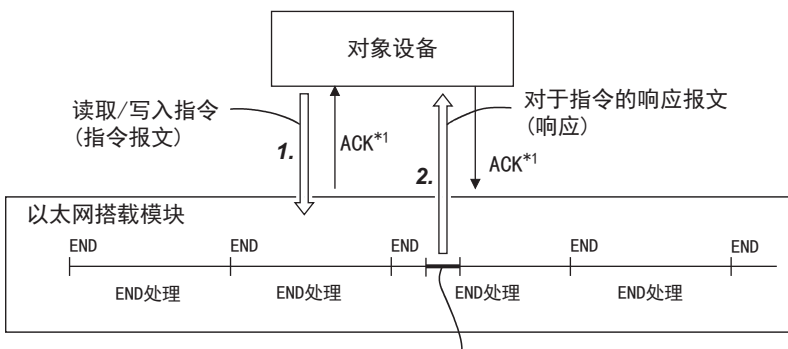 对象设备
读取/写入指令
(指令报文)
1.
ACK*1
2.
对于指令的响应报文
(响应)
ACK*1
以太网搭载模块
END
END
END
END
END
END处理
END处理
END处理
END处理